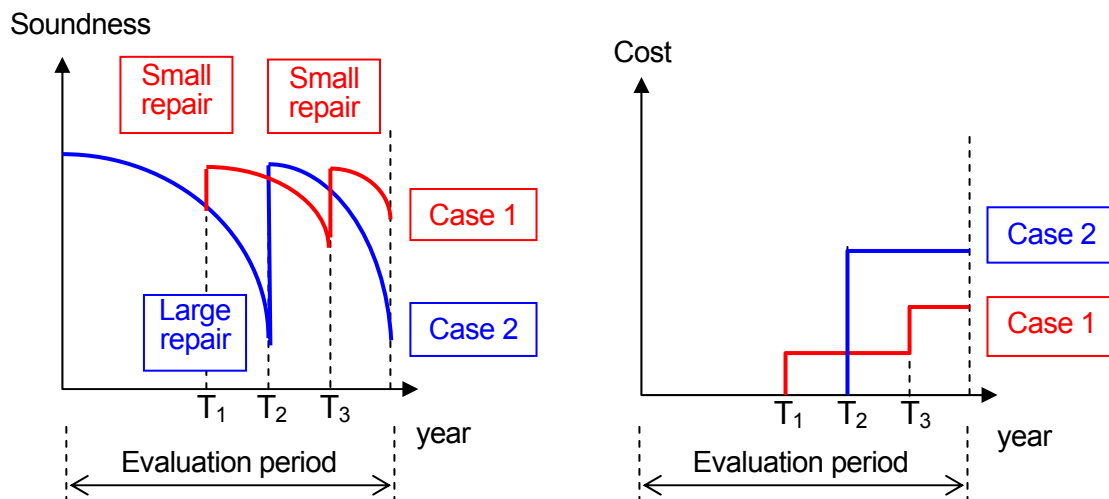 Soundness
Small
repair
Small
repair
Case 1
Large
repair
Case 2
T1 T2 T3
year
Evaluation period
Cost
Case 2
Case 1
T1 T2 T3
year
Evaluation period